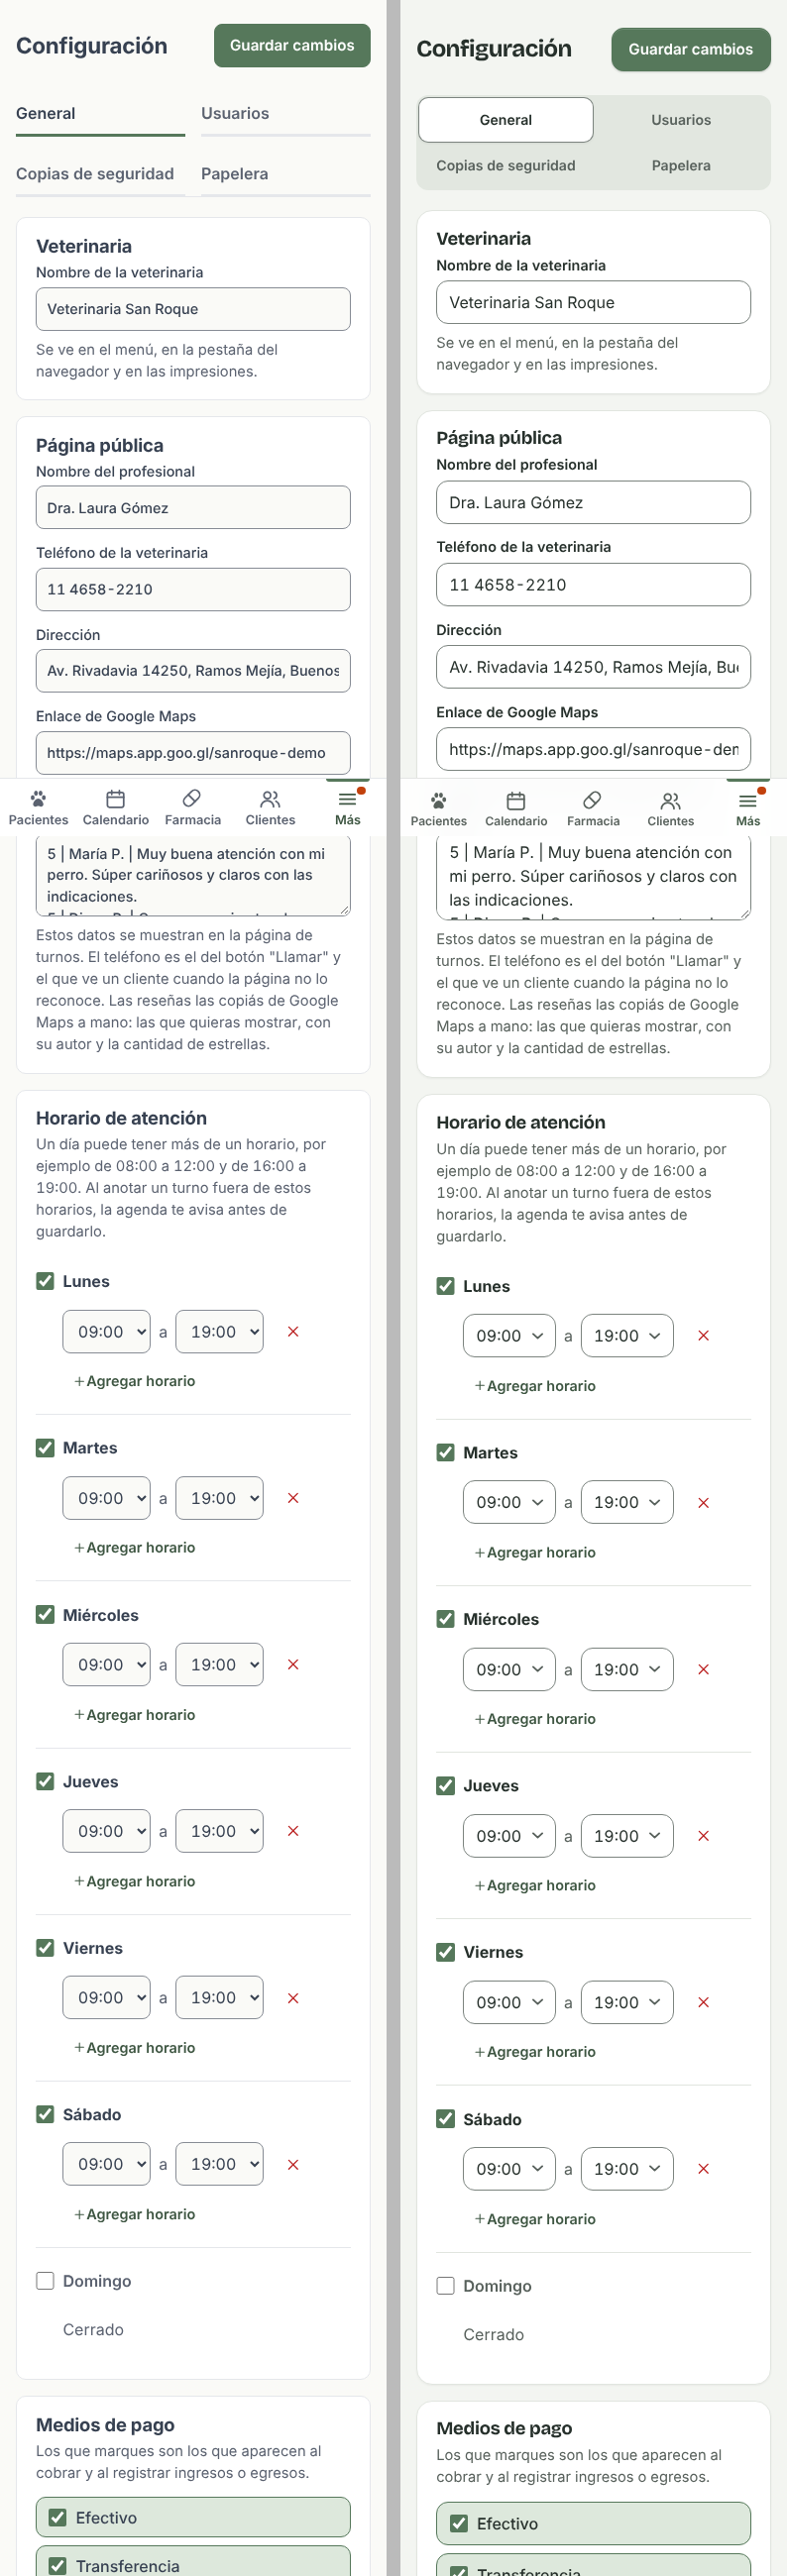 Configuración
Guardar cambios
General
Usuarios
Copias de seguridad
Papelera
Veterinaria
Nombre de la veterinaria
Veterinaria San Roque
Se ve en el menú, en la pestaña del
navegador y en las impresiones.
Página pública
Nombre del profesional
Dra. Laura Gómez
Teléfono de la veterinaria
11 4658-2210
Dirección
Av. Rivadavia 14250, Ramos Mejía, Buenos
Enlace de Google Maps
https://maps.app.goo.gl/sanroque-demo
Pacientes
Calendario
Farmacia
Clientes
Más
5 | María P. | Muy buena atención con mi
perro. Súper cariñosos y claros con las
indicaciones.
Estos datos se muestran en la página de
turnos. El teléfono es el del botón "Llamar" y
el que ve un cliente cuando la página no lo
reconoce. Las reseñas las copiás de Google
Maps a mano: las que quieras mostrar, con
su autor y la cantidad de estrellas.
Horario de atención
Un día puede tener más de un horario, por
ejemplo de 08:00 a 12:00 y de 16:00 a
19:00. Al anotar un turno fuera de estos
horarios, la agenda te avisa antes de
guardarlo.
Lunes
09:00 a 19:00
+ Agregar horario
Martes
09:00 a 19:00
+ Agregar horario
Miércoles
09:00 a 19:00
+ Agregar horario
Jueves
09:00 a 19:00
+ Agregar horario
Viernes
09:00 a 19:00
+ Agregar horario
Sábado
09:00 a 19:00
+ Agregar horario
Domingo
Cerrado
Medios de pago
Los que marques son los que aparecen al
cobrar y al registrar ingresos o egresos.
Efectivo
Transferencia
Configuración
Guardar cambios
General
Usuarios
Copias de seguridad
Papelera
Veterinaria
Nombre de la veterinaria
Veterinaria San Roque
Se ve en el menú, en la pestaña del
navegador y en las impresiones.
Página pública
Nombre del profesional
Dra. Laura Gómez
Teléfono de la veterinaria
11 4658-2210
Dirección
Av. Rivadavia 14250, Ramos Mejía, Bu
Enlace de Google Maps
https://maps.app.goo.gl/sanroque-den
Pacientes
Calendario
Farmacia
Clientes
Más
5 | María P. | Muy buena atención con
mi perro. Súper cariñosos y claros con
las indicaciones.
Estos datos se muestran en la página de
turnos. El teléfono es el del botón "Llamar" y
el que ve un cliente cuando la página no lo
reconoce. Las reseñas las copiás de Google
Maps a mano: las que quieras mostrar, con
su autor y la cantidad de estrellas.
Horario de atención
Un día puede tener más de un horario, por
ejemplo de 08:00 a 12:00 y de 16:00 a
19:00. Al anotar un turno fuera de estos
horarios, la agenda te avisa antes de
guardarlo.
Lunes
09:00 a 19:00
+ Agregar horario
Martes
09:00 a 19:00
+ Agregar horario
Miércoles
09:00 a 19:00
+ Agregar horario
Jueves
09:00 a 19:00
+ Agregar horario
Viernes
09:00 a 19:00
+ Agregar horario
Sábado
09:00 a 19:00
+ Agregar horario
Domingo
Cerrado
Medios de pago
Los que marques son los que aparecen al
cobrar y al registrar ingresos o egresos.
Efectivo
Transferencia